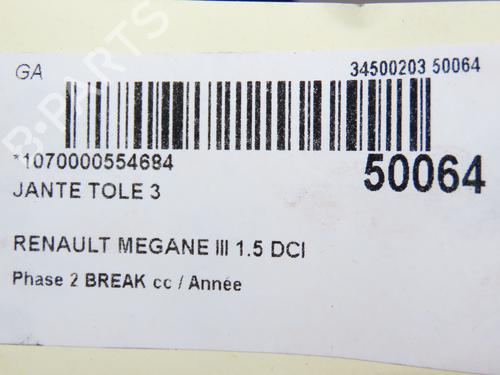 GA
34500203 50064
*1070000554684
50064
JANTE TOLE 3
RENAULT MEGANE III 1.5 DCI
Phase 2 BREAK cc / Année
B-PARTS